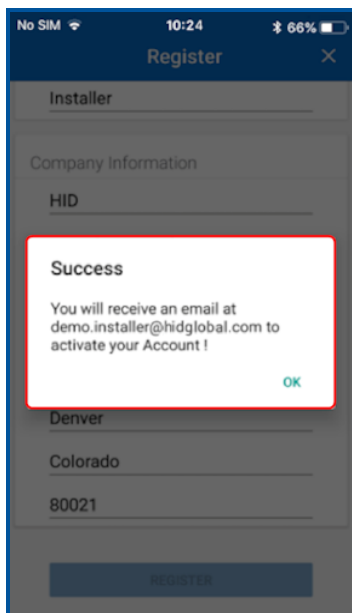 No SIM 10:24 66%
Register
Installer
Company Information
HID
Success
You will receive an email at
demo.installer@hidglobal.com to
activate your Account !
OK
Denver
Colorado
80021
REGISTER